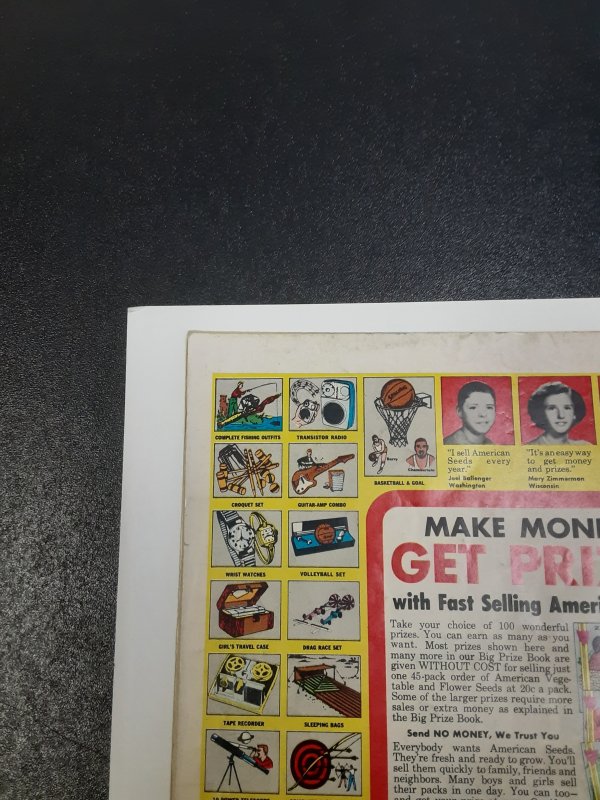 COMPLETE FISHING OUTFITS
TRANSISTOR RADIO
CROQUET SET
GUITAR-AMP COMBO
Barry
Chamberlain
BASKETBALL & GOAL
"I sell American
Seeds every
year."
Joel Ballenger
Washington
"It's an easy way
to get money
and prizes."
Mary Zimmerman
Wisconsin
WRIST WATCHES
VOLLEYBALL SET
GIRL'S TRAVEL CASE
DRAG RACE SET
TAPE RECORDER
SLEEPING BAGS
MAKE MON
GET PRI
with Fast Selling Ameri
Take your choice of 100 wonderful
prizes. You can earn as many as you
want. Most prizes shown here and
many more in our Big Prize Book are
given WITHOUT COST for selling just
one 45-pack order of American Vege-
table and Flower Seeds at 20c a pack.
Some of the larger prizes require more
sales or extra money as explained in
the Big Prize Book.
Send NO MONEY, We Trust You
Everybody wants American Seeds.
They're fresh and ready to grow. You'll
sell them quickly to family, friends and
neighbors. Many boys and girls sell
their packs in one day. You can too—